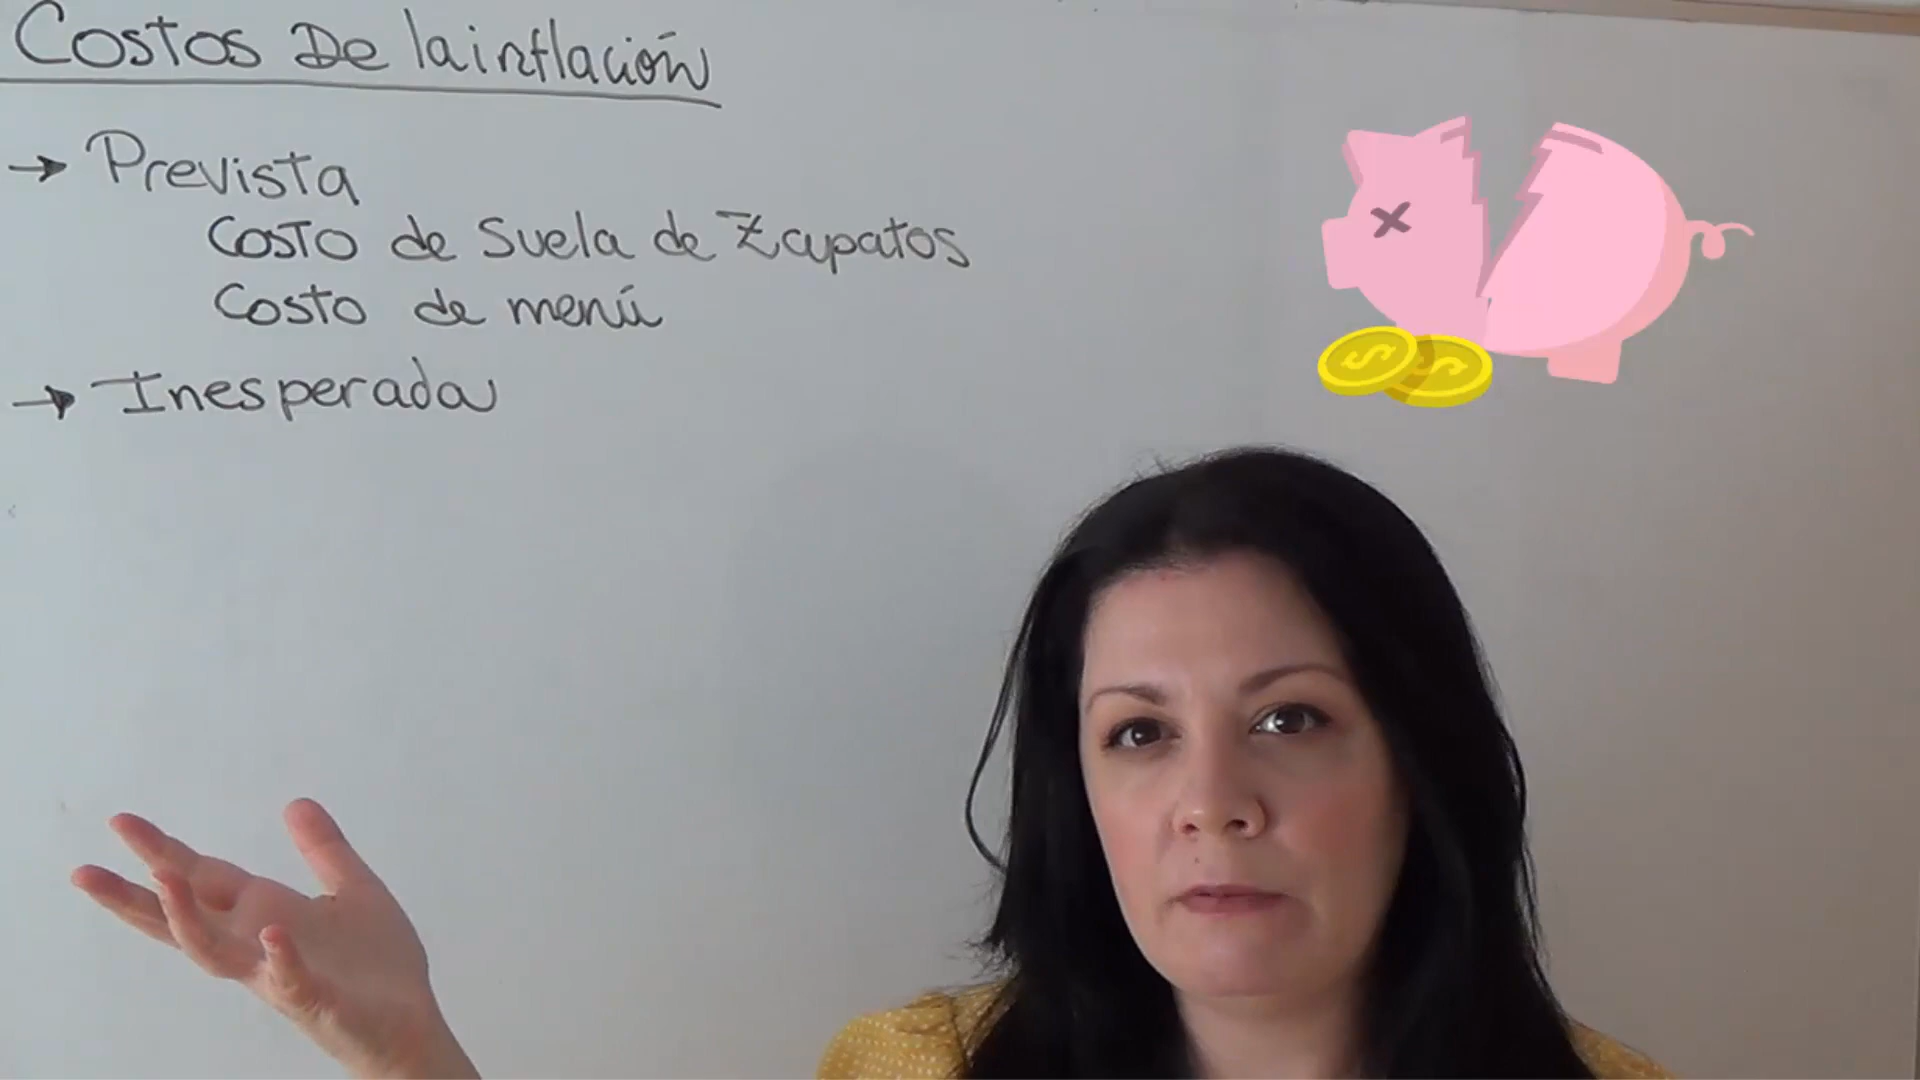 Costos De la inflación
→ Prevista
Costo de Suela de Zapatos
Costo de menú
→ Inesperada